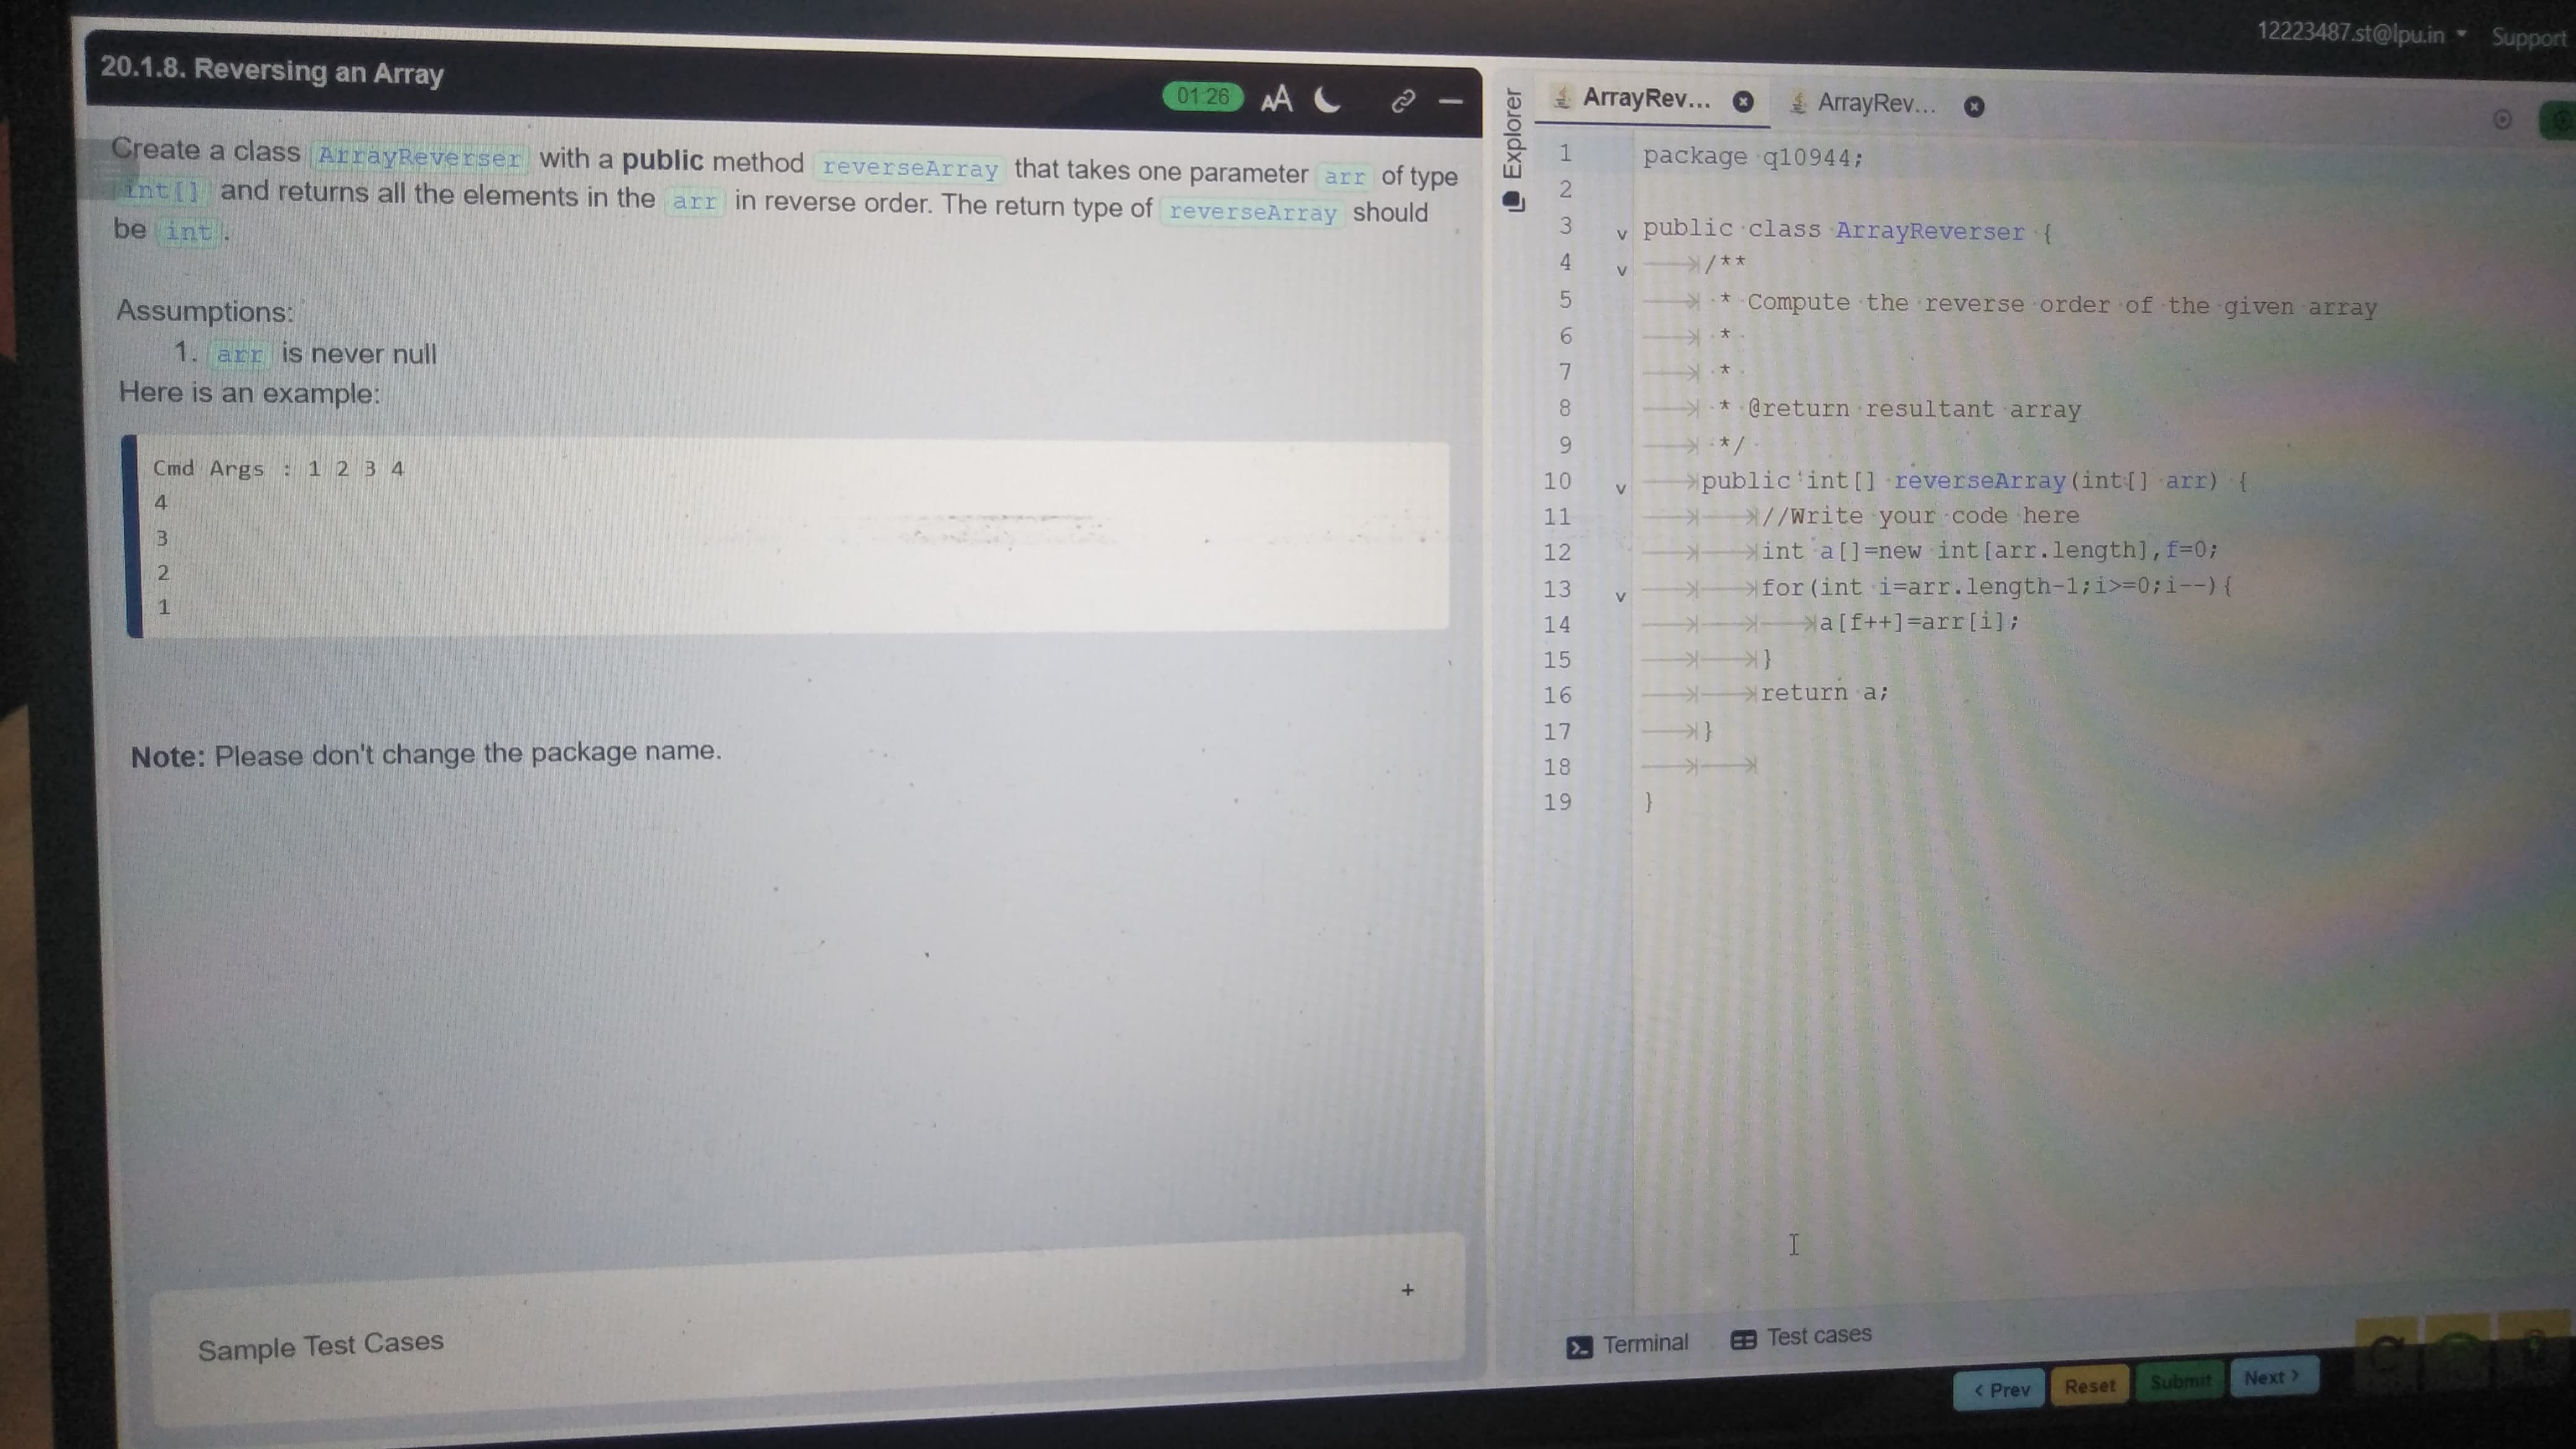 12223487.st@lpu.in Support
20.1.8. Reversing an Array
01:26
AA
Create a class ArrayReverser with a public method reverseArray that takes one parameter arr of type
int[] and returns all the elements in the arr in reverse order. The return type of reverseArray should
be int.
Assumptions:
1. arr is never null
Here is an example:
Cmd Args : 1 2 3 4
4
3
2
1
Note: Please don't change the package name.
Sample Test Cases
+
Explorer
ArrayRev... ArrayRev...
1 package q10944;
2
3 public class ArrayReverser {
4 /**
5 * Compute the reverse order of the given array
6 *
7 *
8 * @return resultant array
9 */
10 public int[] reverseArray(int[] arr) {
11 //Write your code here
12 int a[]=new int[arr.length],f=0;
13 for(int i=arr.length-1;i>=0;i--){
14 a[f++]=arr[i];
15 }
16 return a;
17 }
18
19 }
Terminal Test cases
< Prev Reset Submit Next >